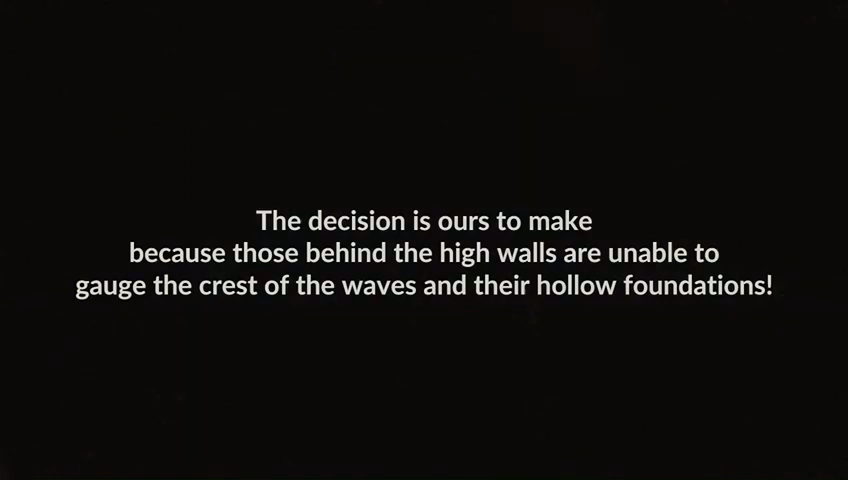 The decision is ours to make
because those behind the high walls are unable to
gauge the crest of the waves and their hollow foundations!